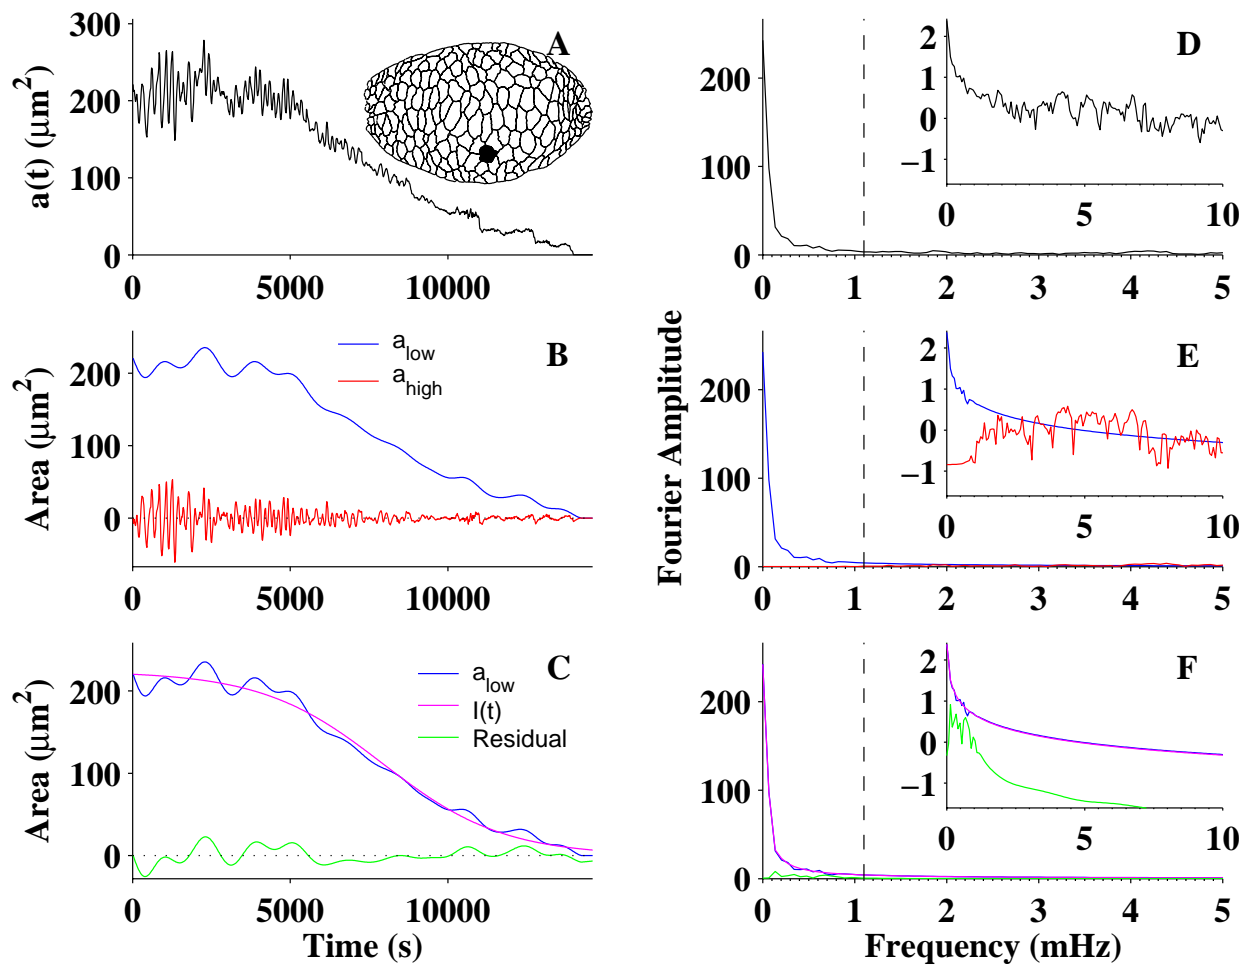 A
a(t) (μm²)
300
200
100
0
0 5000 10000
D
200
100
0
0 1 2 3 4 5
2
1
0
−1
0 5 10
B
a_low
a_high
Area (μm²)
200
100
0
0 5000 10000
E
Fourier Amplitude
200
100
0
0 1 2 3 4 5
2
1
0
−1
0 5 10
C
a_low
I(t)
Residual
Area (μm²)
200
100
0
0 5000 10000
Time (s)
F
200
100
0
0 1 2 3 4 5
2
1
0
−1
0 5 10
Frequency (mHz)